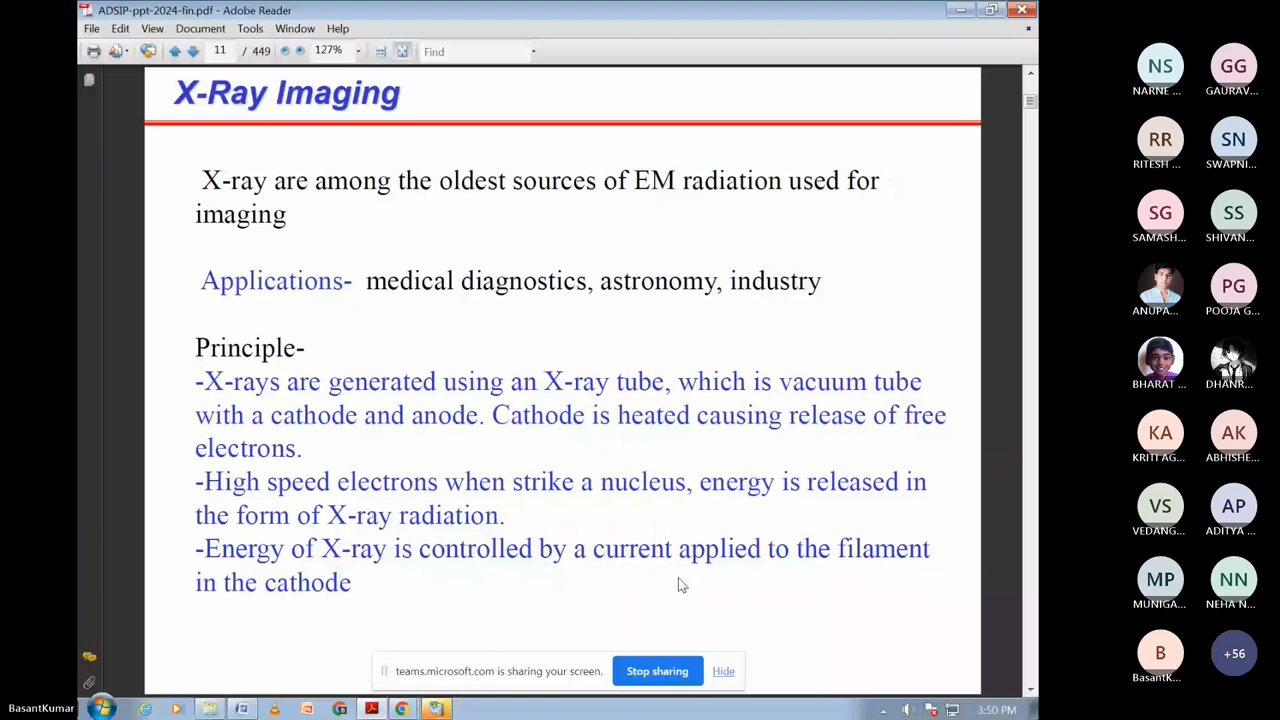 ADSIP-ppt-2024-fin.pdf - Adobe Reader
File Edit View Document Tools Window Help
11 / 449 127% Find
X-Ray Imaging
X-ray are among the oldest sources of EM radiation used for
imaging
Applications- medical diagnostics, astronomy, industry
Principle-
-X-rays are generated using an X-ray tube, which is vacuum tube
with a cathode and anode. Cathode is heated causing release of free
electrons.
-High speed electrons when strike a nucleus, energy is released in
the form of X-ray radiation.
-Energy of X-ray is controlled by a current applied to the filament
in the cathode
teams.microsoft.com is sharing your screen. Stop sharing Hide
BasantKumar
3:50 PM
NS GG
NARNE ... GAURAV...
RR SN
RITESH ... SWAPNI...
SG SS
SAMASH... SHIVAN...
PG
ANUPA... POOJA G...
BHARAT ... DHANR...
KA AK
KRITI AG... ABHISHE...
VS AP
VEDANG... ADITYA ...
MP NN
MUNIGA... NEHA N...
B +56
BasantK...